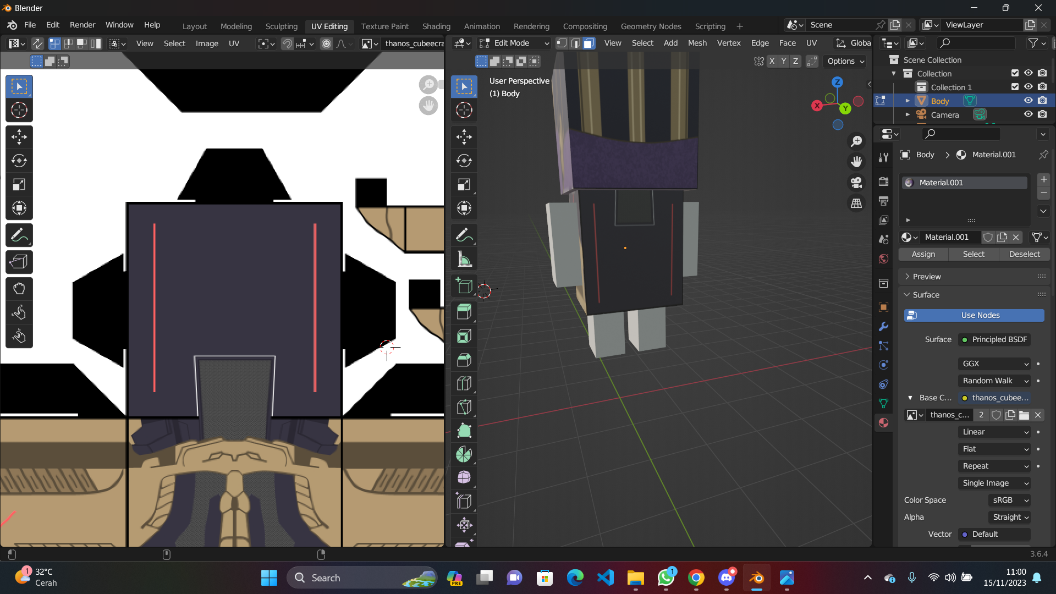 Blender
File Edit Render Window Help
Layout Modeling Sculpting UV Editing Texture Paint Shading Animation Rendering Compositing Geometry Nodes Scripting +
Scene
ViewLayer
View Select Image UV
thanos_cubeecra
Edit Mode
View Select Add Mesh Vertex Edge Face UV
Globa
X Y Z
Options
User Perspective
(1) Body
Z
X
Y
Scene Collection
Collection
Collection 1
Body
Camera
Body
Material.001
Material.001
Material.001
Assign Select Deselect
Preview
Surface
Use Nodes
Surface
Principled BSDF
GGX
Random Walk
Base C...
thanos_cubee...
thanos_c...
2
Linear
Flat
Repeat
Single Image
Color Space
sRGB
Alpha
Straight
Vector
Default
3.6.4
1
32°C
Cerah
Search
1
11:00
15/11/2023